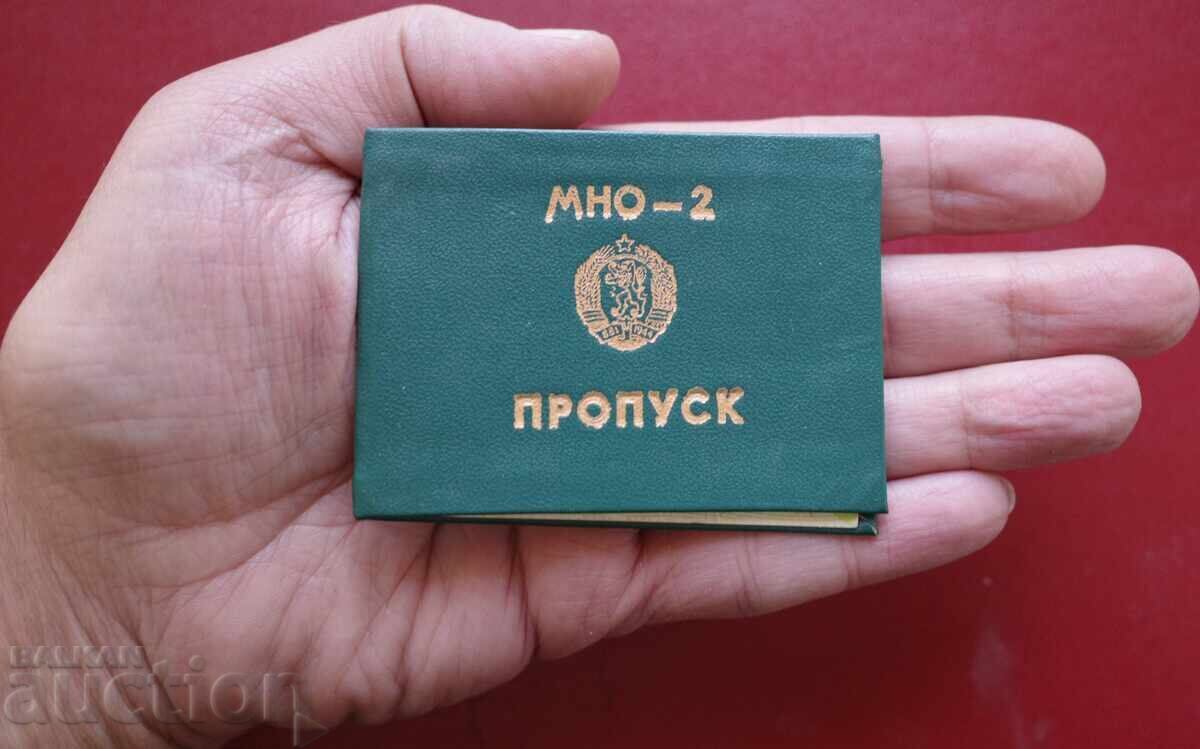 МНО – 2
681 1944
ПРОПУСК
BALKAN
auction